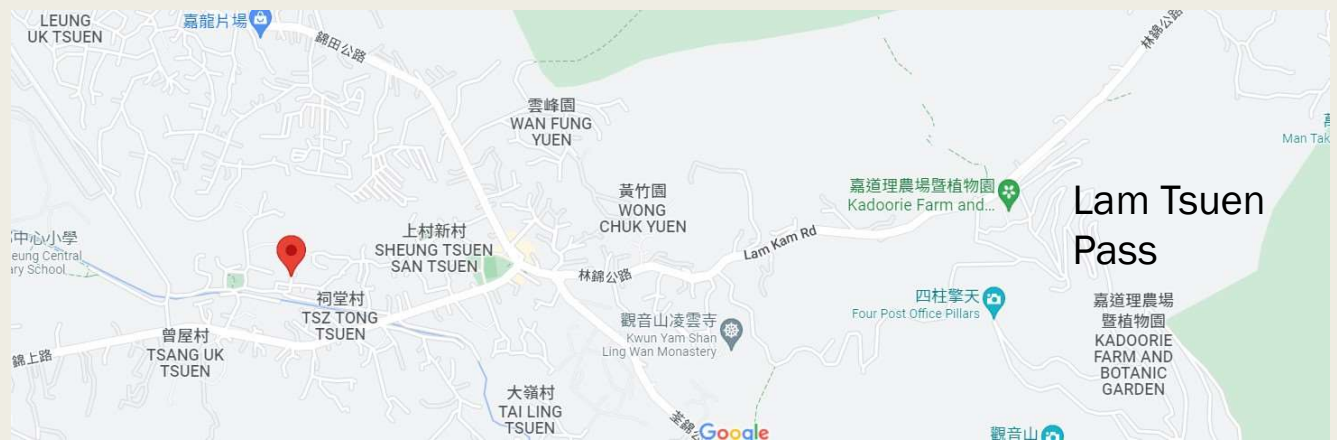 LEUNG
UK TSUEN
嘉龍片場
錦田公路
林錦公路
雲峰園
WAN FUNG
YUEN
Man Tak
嘉道理農場暨植物園
Kadoorie Farm and...
Lam Tsuen
Pass
黃竹園
WONG
CHUK YUEN
上村新村
SHEUNG TSUEN
SAN TSUEN
中心小學
eung Central
ary School
Lam Kam Rd
林錦公路
祠堂村
TSZ TONG
TSUEN
四柱擎天
Four Post Office Pillars
嘉道理農場
暨植物園
KADOORIE
FARM AND
BOTANIC
GARDEN
曾屋村
TSANG UK
TSUEN
觀音山凌雲寺
Kwun Yam Shan
Ling Wan Monastery
錦上路
大嶺村
TAI LING
TSUEN
荃錦
Google
觀音山